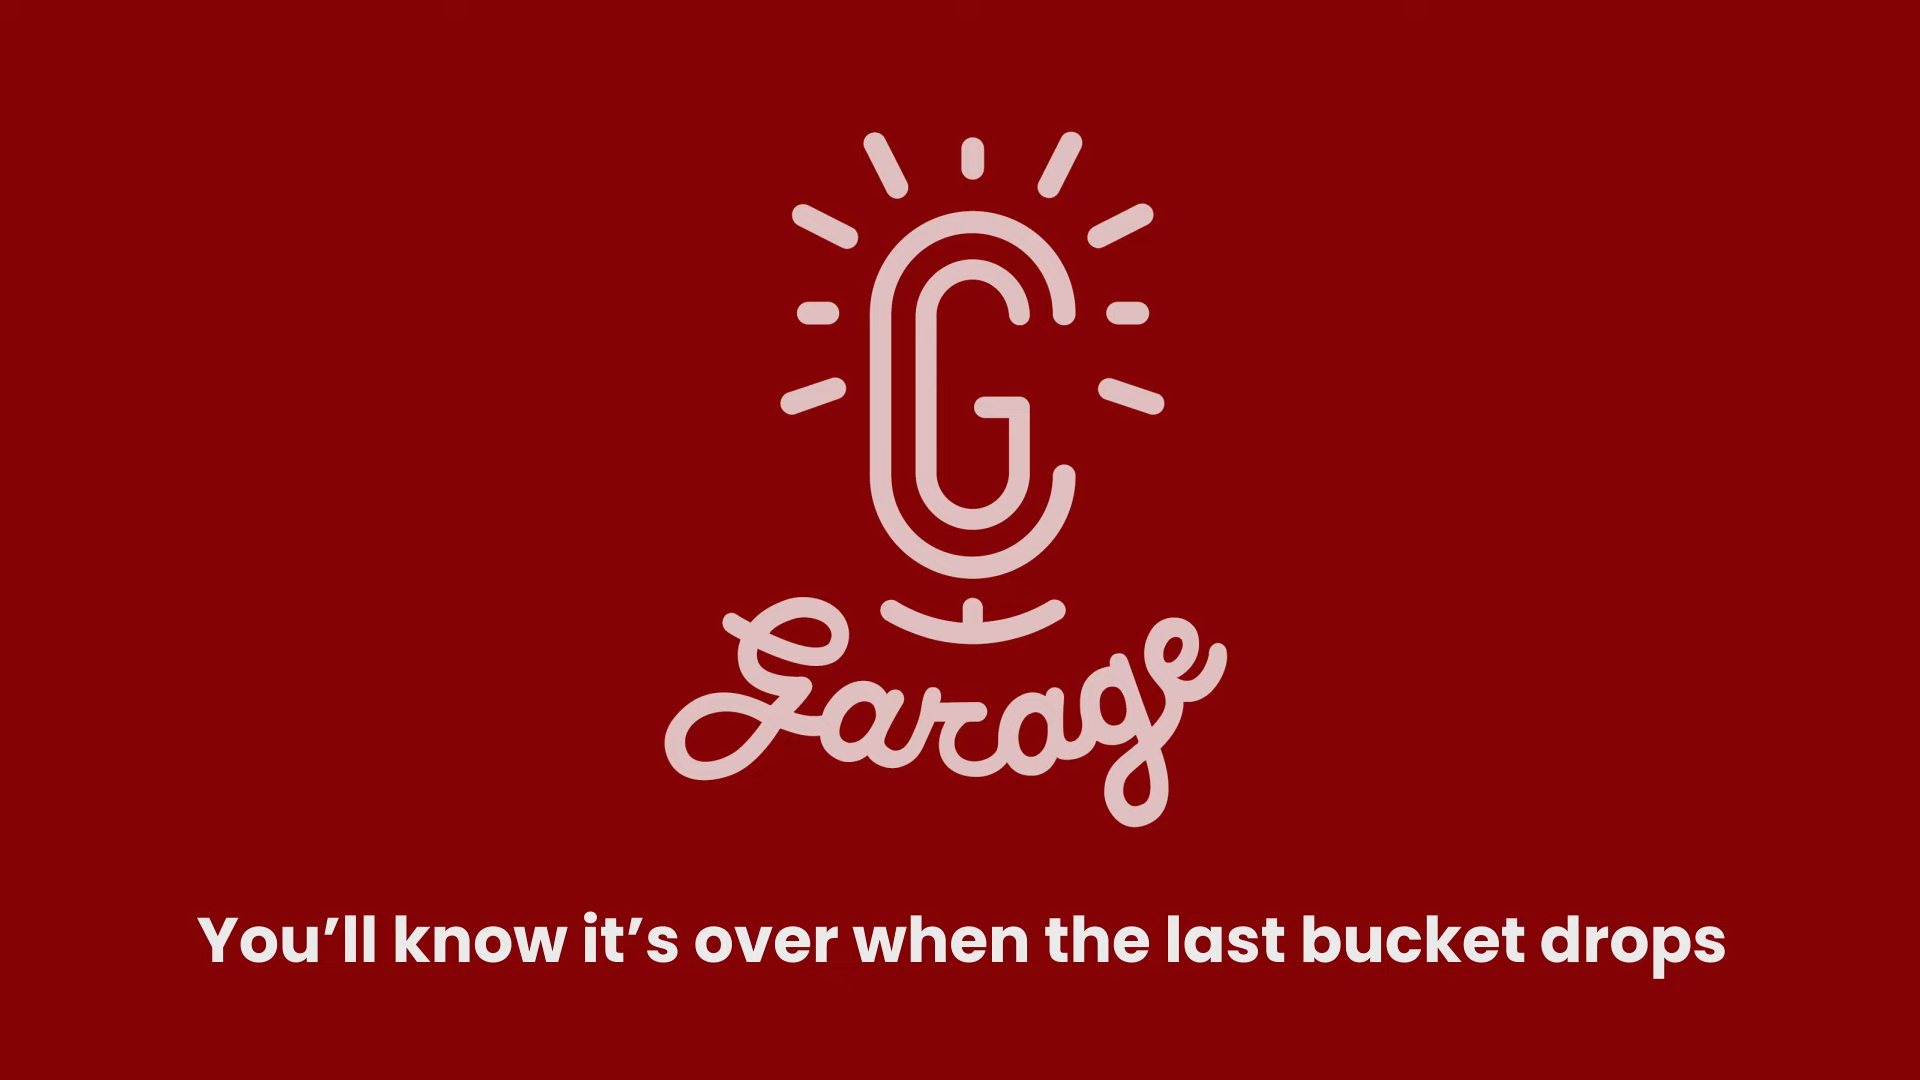 G
Garage
You’ll know it’s over when the last bucket drops